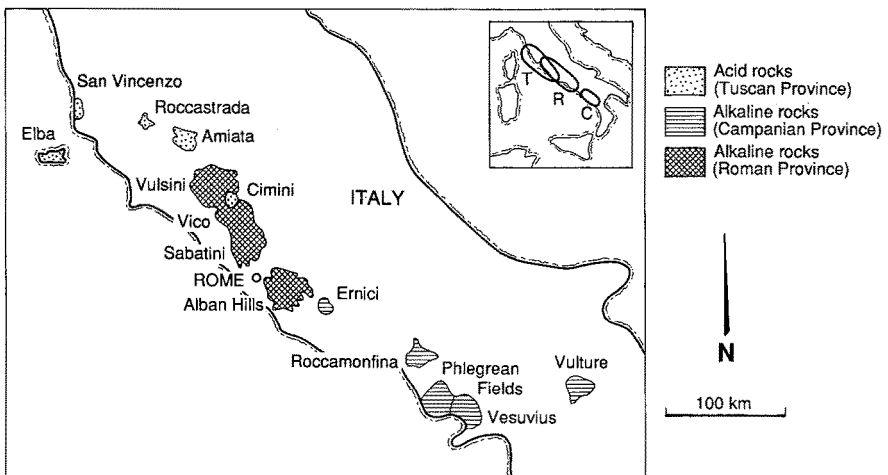 San Vincenzo
Roccastrada
Elba
Amiata
Vulsini
Cimini
Vico
ITALY
Sabatini
ROME
Ernici
Alban Hills
Roccamonfina
Phlegrean
Fields
Vulture
Vesuvius
T
R
C
Acid rocks
(Tuscan Province)
Alkaline rocks
(Campanian Province)
Alkaline rocks
(Roman Province)
N
100 km